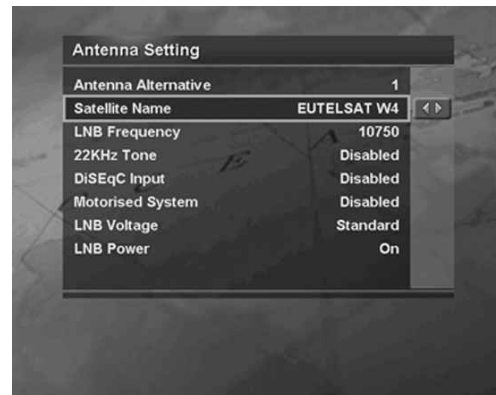 Antenna Setting
Antenna Alternative 1
Satellite Name EUTELSAT W4
LNB Frequency 10750
22KHz Tone Disabled
DiSEqC Input Disabled
Motorised System Disabled
LNB Voltage Standard
LNB Power On